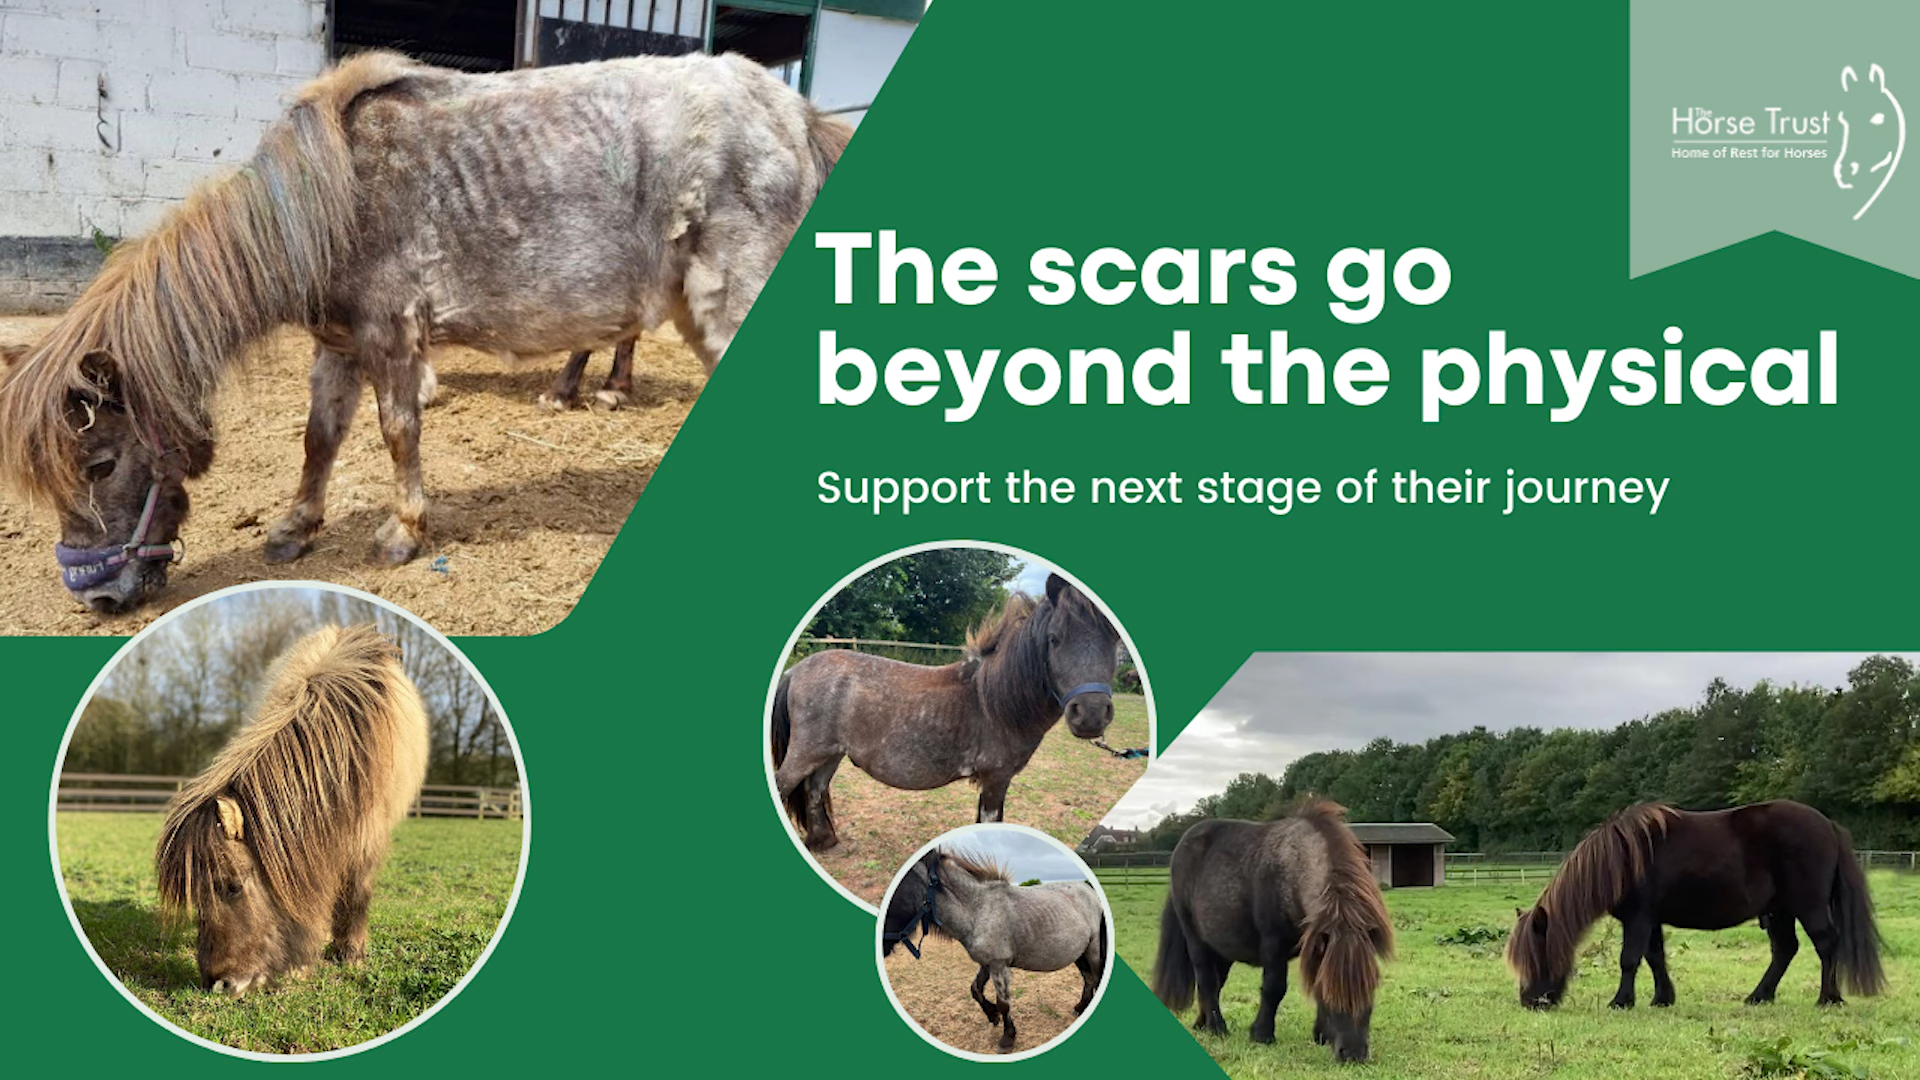 The
Horse Trust
Home of Rest for Horses
The scars go
beyond the physical
Support the next stage of their journey